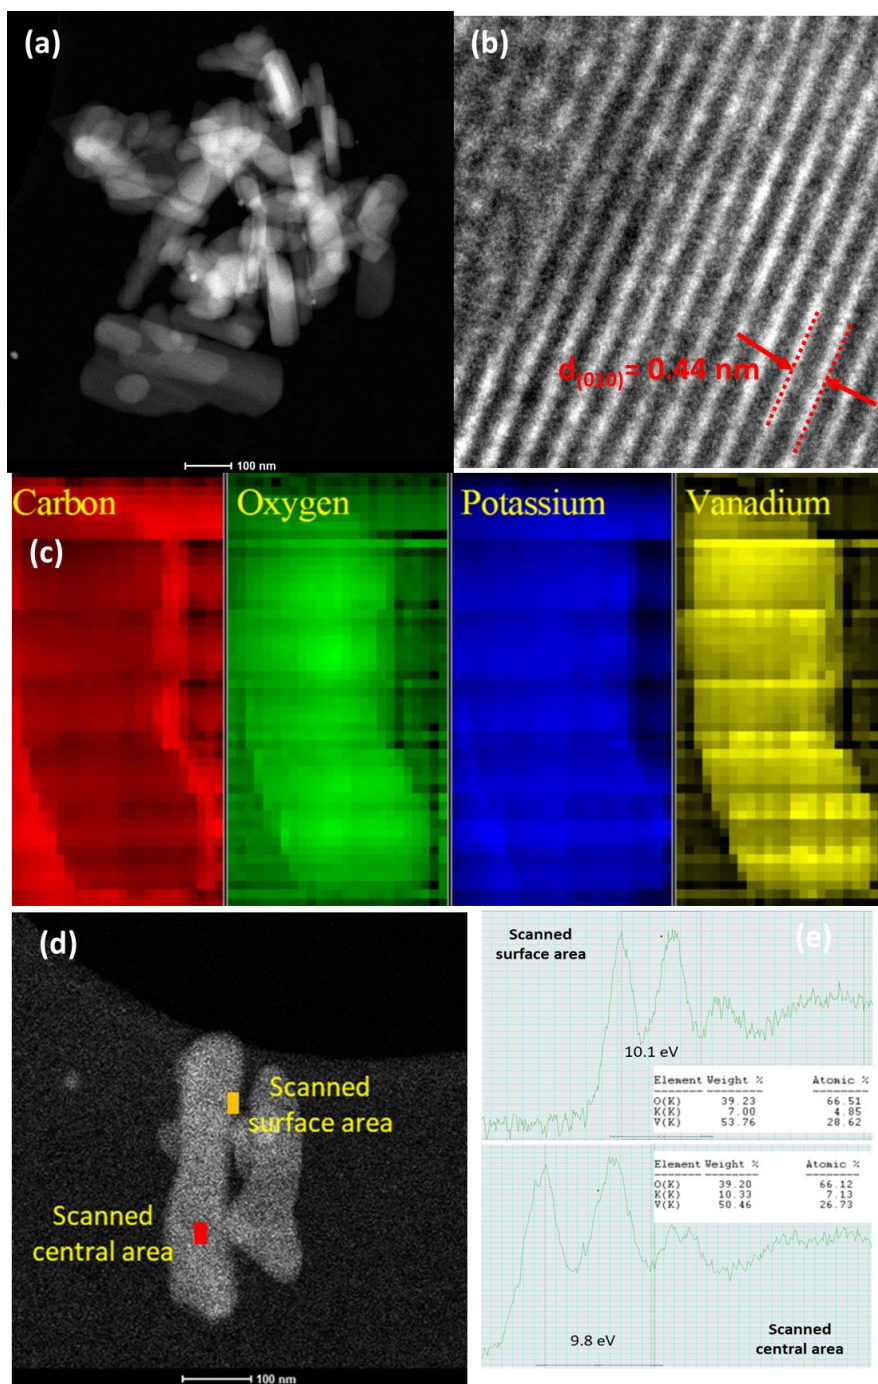 (a)
100 nm
(b)
d(010)= 0.44 nm
Carbon
Oxygen
Potassium
Vanadium
(c)
(d)
Scanned
surface area
Scanned
central area
100 nm
(e)
Scanned
surface area
10.1 eV
Element Weight % Atomic %
O(K) 39.23 66.51
K(K) 7.00 4.85
V(K) 53.76 28.62
Element Weight % Atomic %
O(K) 39.20 66.12
K(K) 10.33 7.13
V(K) 50.46 26.73
9.8 eV
Scanned
central area